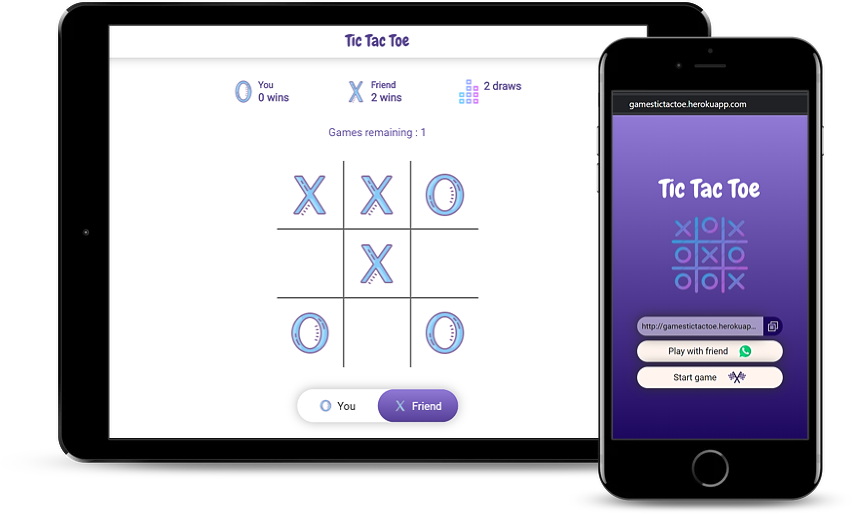 Tic Tac Toe
You
0 wins
Friend
2 wins
2 draws
Games remaining : 1
X X O
X
O O
O You
X Friend
gamestictactoe.herokuapp.com
Tic Tac Toe
X O X
O X O
O O X
http://gamestictactoe.herokuap...
Play with friend
Start game